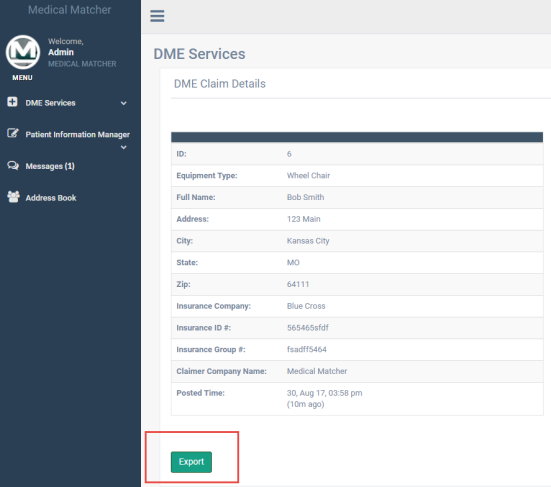 Medical Matcher
Welcome,
Admin
MEDICAL MATCHER
M
MENU
DME Services
Patient Information Manager
Messages (1)
Address Book
DME Services
DME Claim Details
ID: 6
Equipment Type: Wheel Chair
Full Name: Bob Smith
Address: 123 Main
City: Kansas City
State: MO
Zip: 64111
Insurance Company: Blue Cross
Insurance ID #: 565465sfdf
Insurance Group #: fsadff5464
Claimer Company Name: Medical Matcher
Posted Time: 30, Aug 17, 03:58 pm
(10m ago)
Export